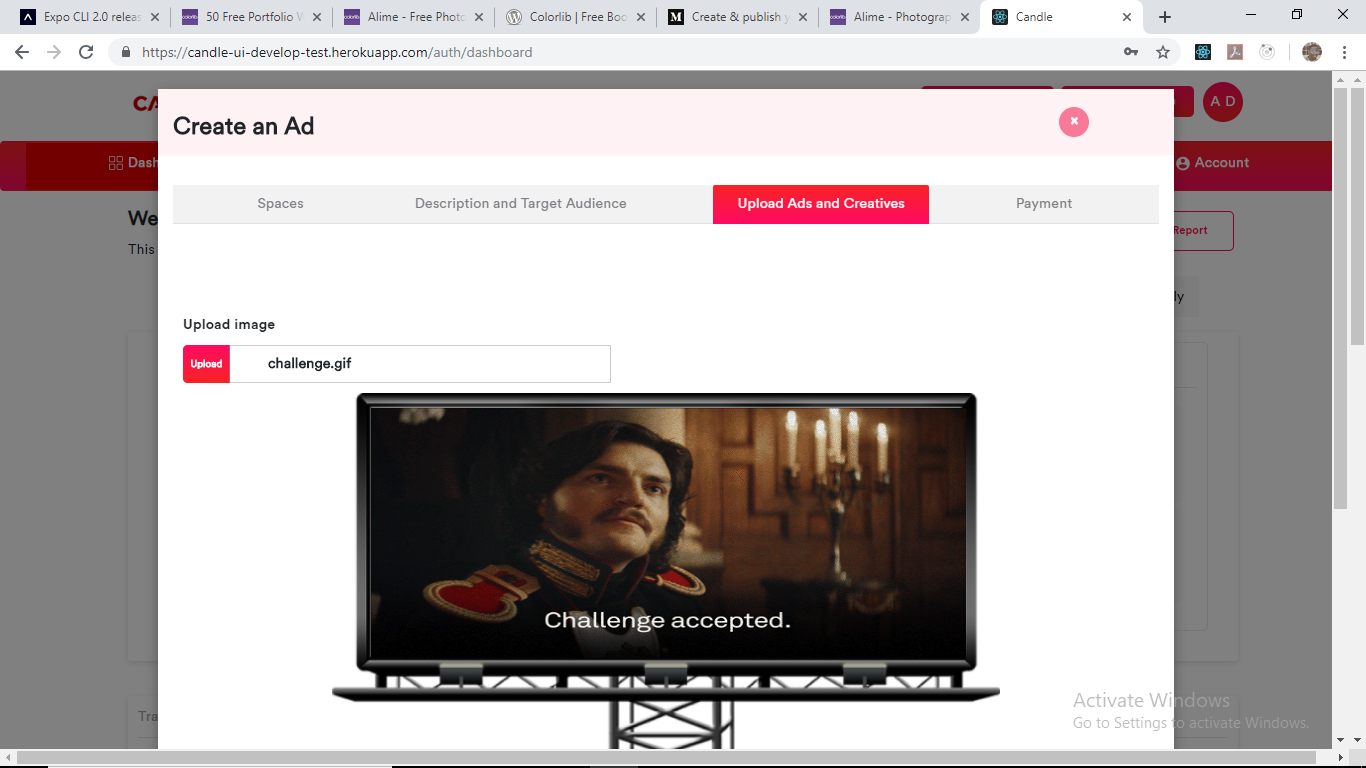 Expo CLI 2.0 releas
50 Free Portfolio W
Alime - Free Photo
Colorlib | Free Boo
Create & publish y
Alime - Photograp
Candle
https://candle-ui-develop-test.herokuapp.com/auth/dashboard
CA
A D
Create an Ad
Dash
Account
Spaces
Description and Target Audience
Upload Ads and Creatives
Payment
We
Report
This
ly
Upload image
Upload
challenge.gif
Challenge accepted.
Activate Windows
Go to Settings to activate Windows.
Tra